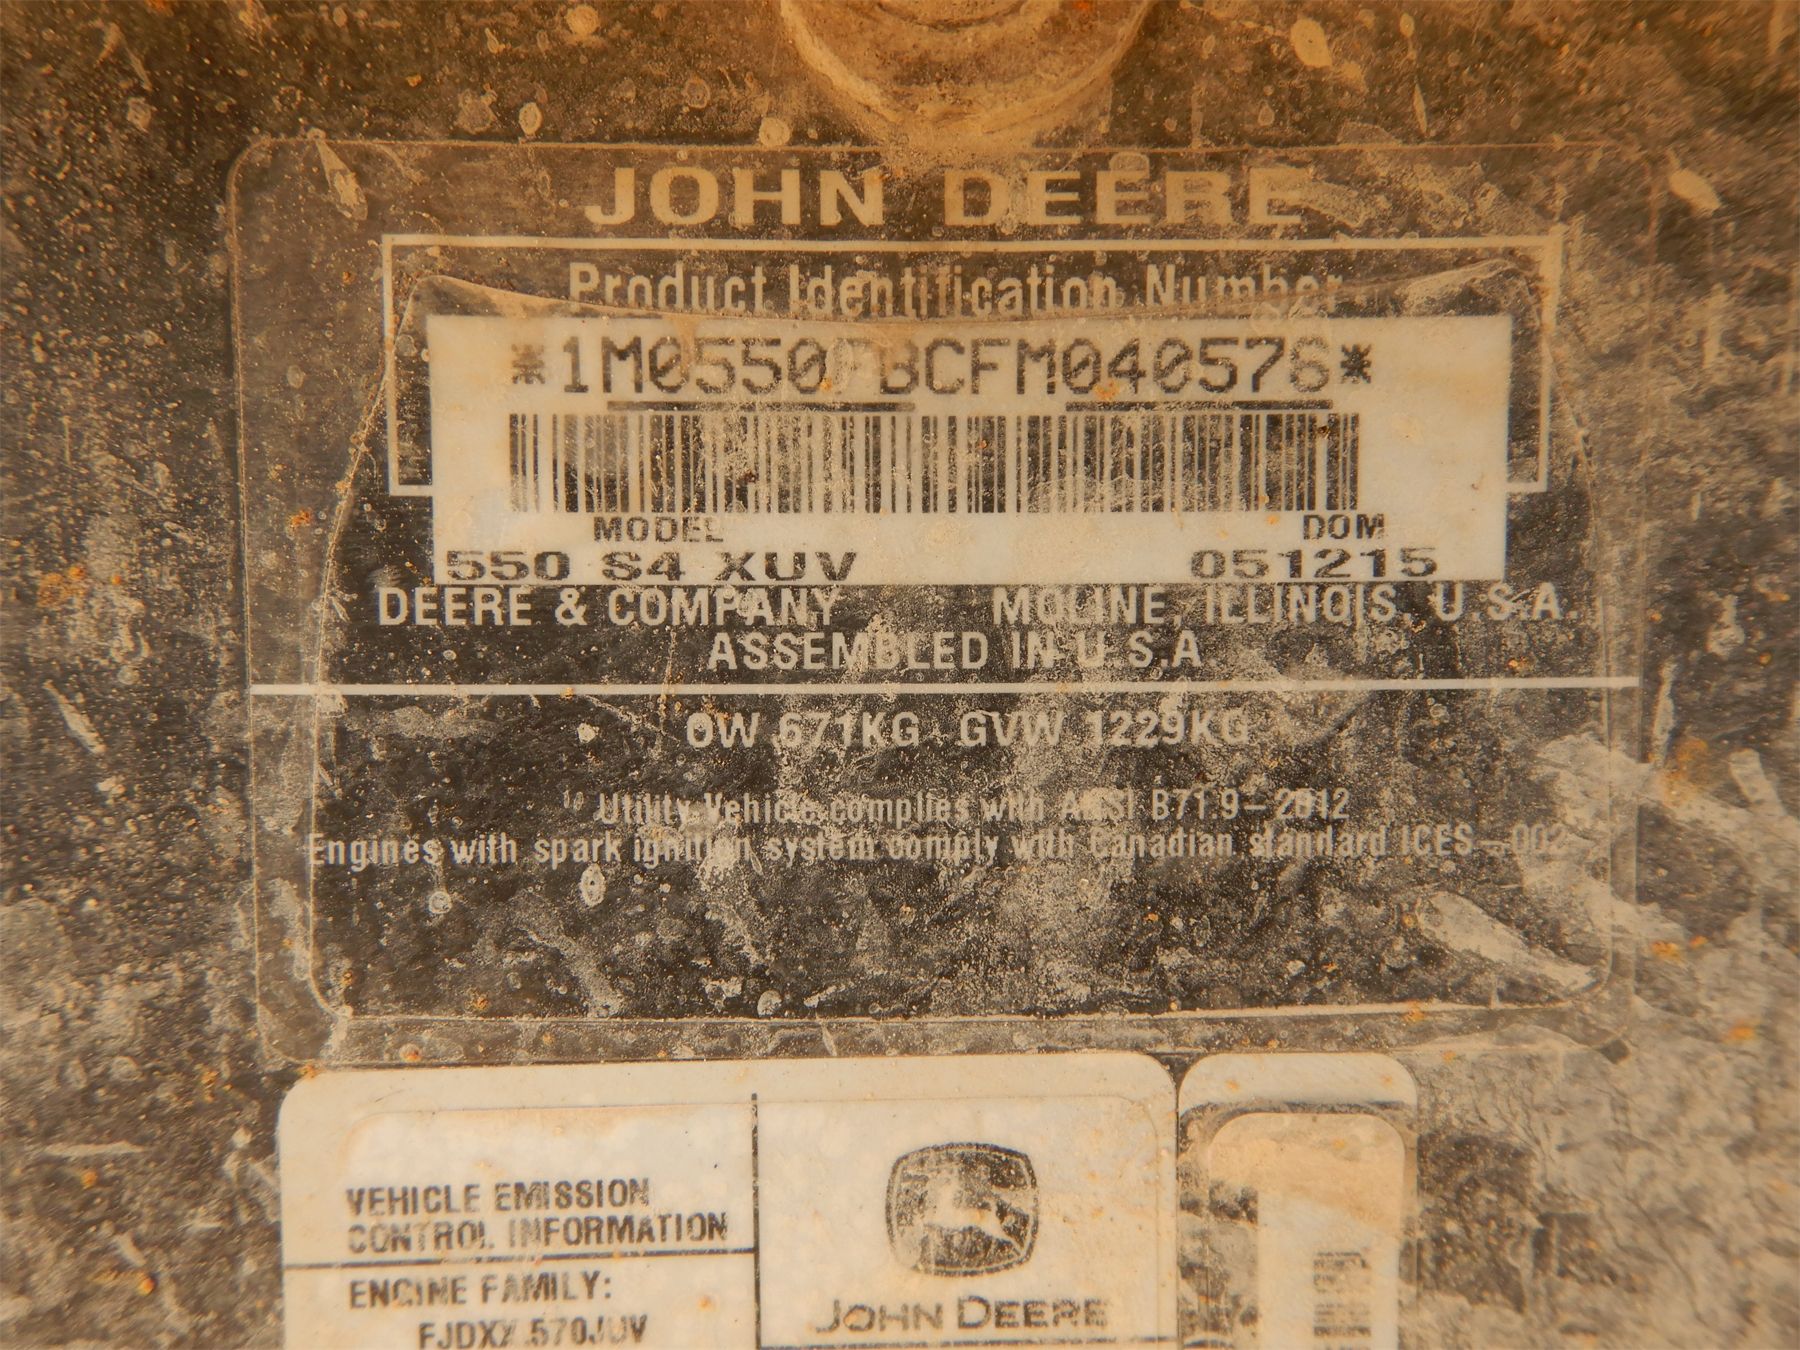 JOHN DEERE
Product Identification Number
*1M0550FBCFM040576*
MODEL DOM
550 S4 XUV 051215
DEERE & COMPANY MOLINE, ILLINOIS, U.S.A.
ASSEMBLED IN U.S.A.
OW 671KG GVW 1229KG
Utility Vehicle complies with ANSI B71.9-2012
Engines with spark ignition system comply with Canadian standard ICES-002
VEHICLE EMISSION
CONTROL INFORMATION
ENGINE FAMILY:
JOHN DEERE